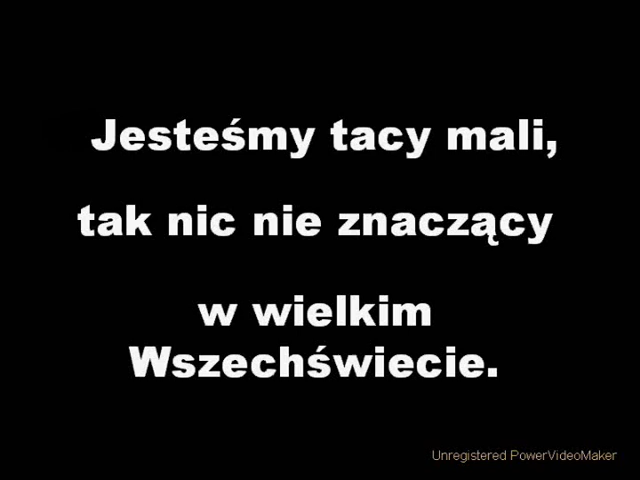 Jesteśmy tacy mali,
tak nic nie znaczący
w wielkim
Wszechświecie.
Unregistered PowerVideoMaker